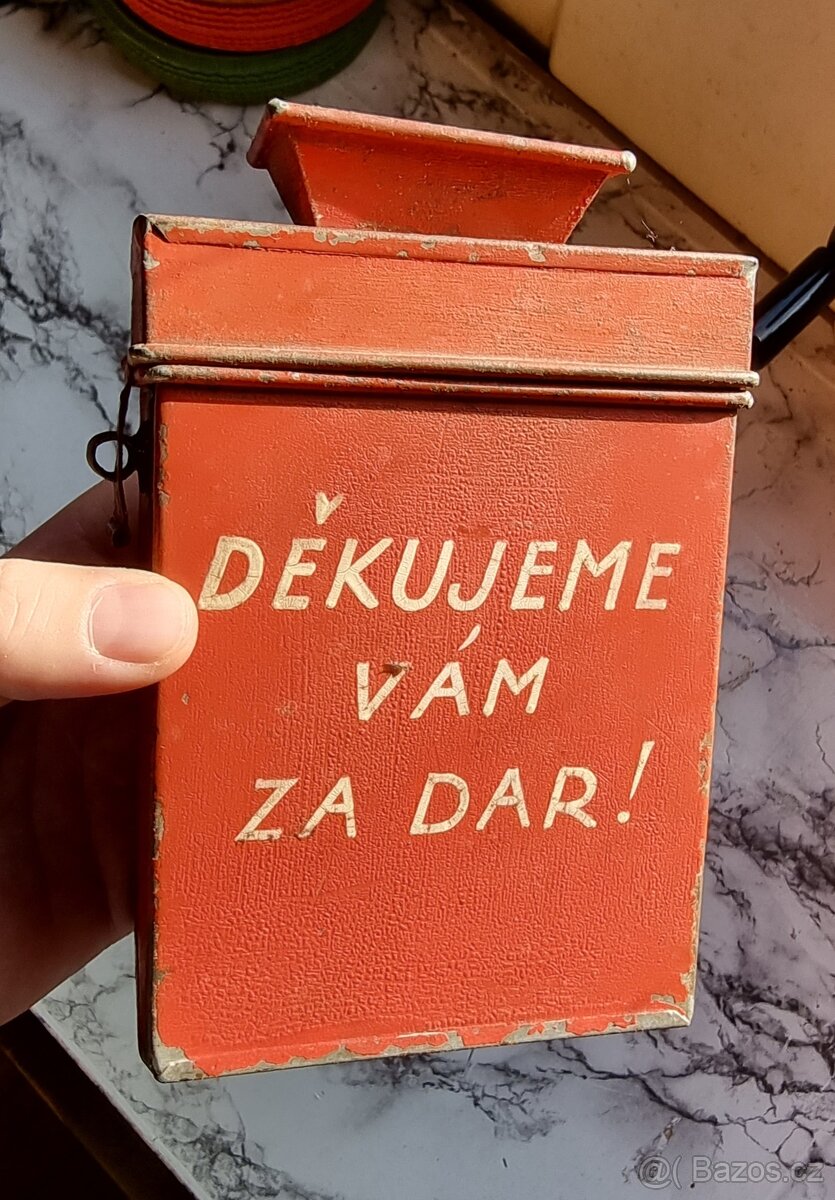 DĚKUJEME
VÁM
ZA DAR!
@( Bazos.cz